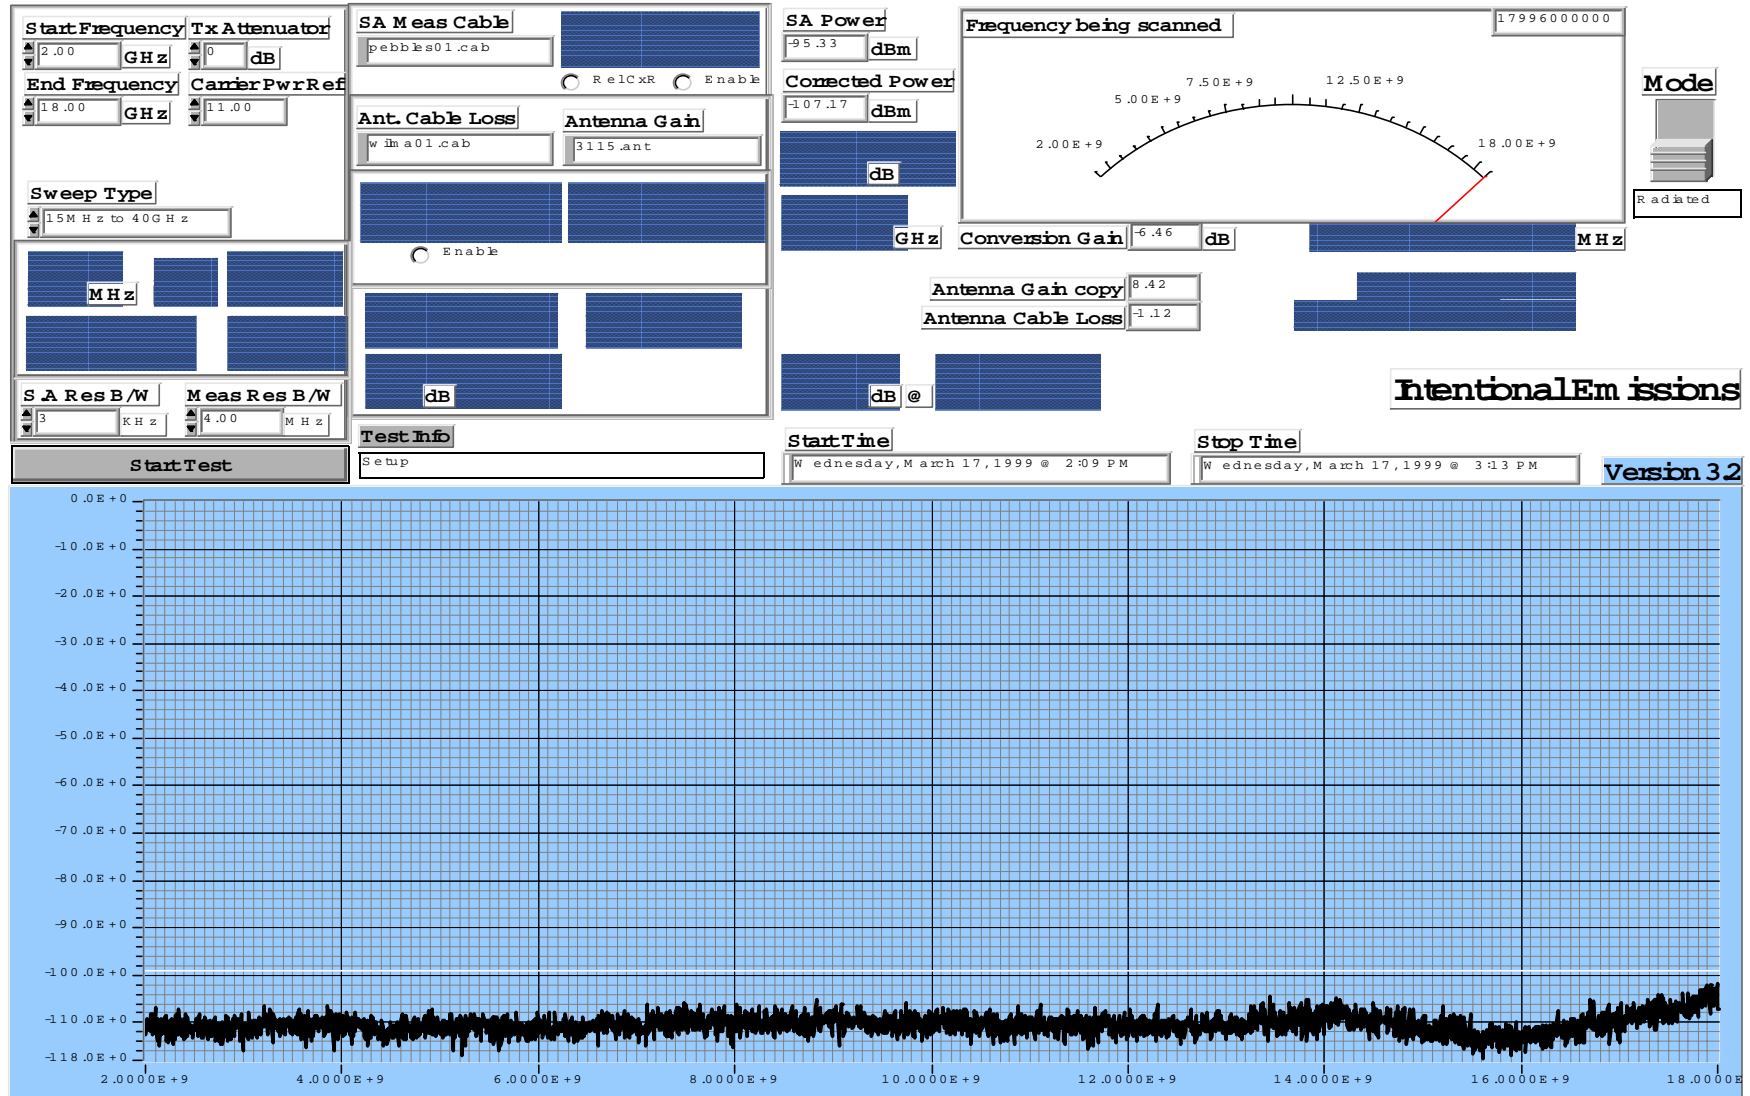 Start Frequency Tx Attenuator
2.00 GHz 0 dB
End Frequency Carrier Pwr Ref
18.00 GHz 11.00
Sweep Type
15MHz to 40GHz
MHz
S.A Res B/W Meas Res B/W
3 KHz 4.00 MHz
Start Test
SA Meas Cable
pebbles01.cab
RelCxR Enable
Ant. Cable Loss Antenna Gain
wilma01.cab 3115.ant
Enable
dB
Test Info
Setup
SA Power
-95.33 dBm
Corrected Power
-107.17 dBm
dB
GHz
dB @
Frequency being scanned 17996000000
2.00E+9 5.00E+9 7.50E+9 12.50E+9 18.00E+9
Mode
Radiated
Conversion Gain -6.46 dB MHz
Antenna Gain copy 8.42
Antenna Cable Loss -1.12
Intentional Emissions
Start Time
Wednesday, March 17, 1999 @ 2:09 PM
Stop Time
Wednesday, March 17, 1999 @ 3:13 PM
Version 3.2
0.0E+0
-10.0E+0
-20.0E+0
-30.0E+0
-40.0E+0
-50.0E+0
-60.0E+0
-70.0E+0
-80.0E+0
-90.0E+0
-100.0E+0
-110.0E+0
-118.0E+0
2.0000E+9 4.0000E+9 6.0000E+9 8.0000E+9 10.0000E+9 12.0000E+9 14.0000E+9 16.0000E+9 18.0000E